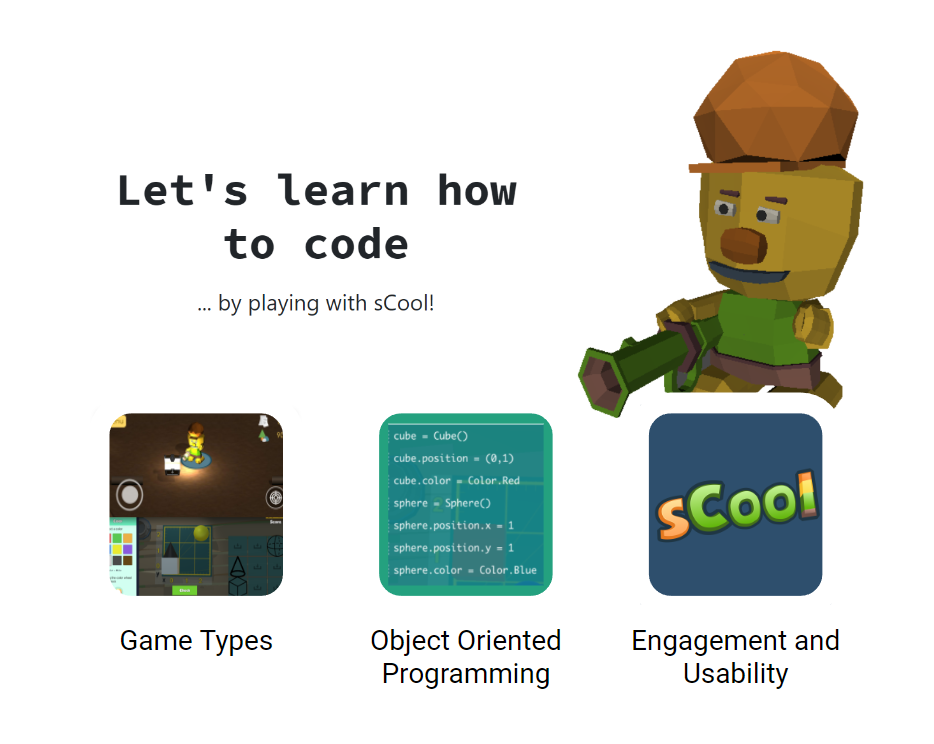 Let's learn how
to code
... by playing with sCool!
cube = Cube()
cube.position = (0,1)
cube.color = Color.Red
sphere = Sphere()
sphere.position.x = 1
sphere.position.y = 1
sphere.color = Color.Blue
sCool
Game Types
Object Oriented
Programming
Engagement and
Usability